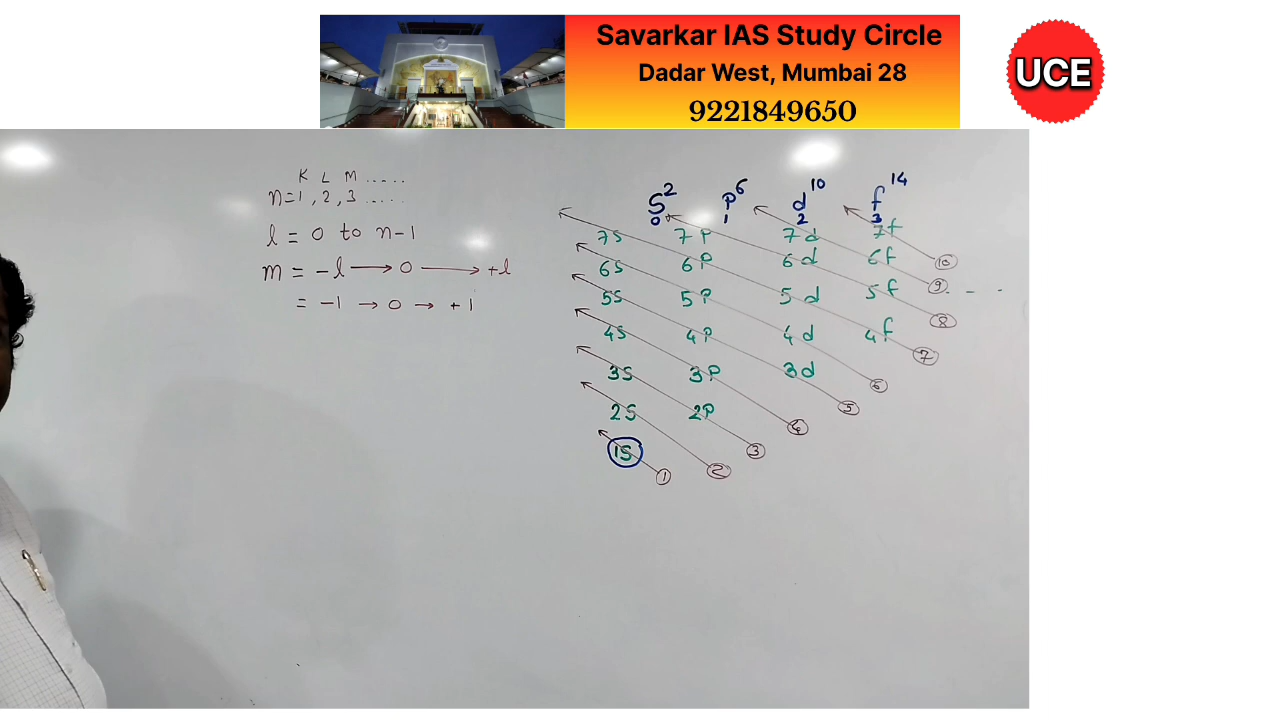 Savarkar IAS Study Circle
Dadar West, Mumbai 28
9221849650
UCE
K L M .....
n=1, 2, 3 .....
l = 0 to n-1
m = -l → 0 → +l
= -1 → 0 → +1
S² P⁶ d¹⁰ f¹⁴
0 1 2 3
7S 7P 7d 7f
6S 6P 6d 6f
5S 5P 5d 5f
4S 4P 4d 4f
3S 3P 3d
2S 2P
1S
① ② ③ ④ ⑤ ⑥ ⑦ ⑧ ⑨ - - - ⑩